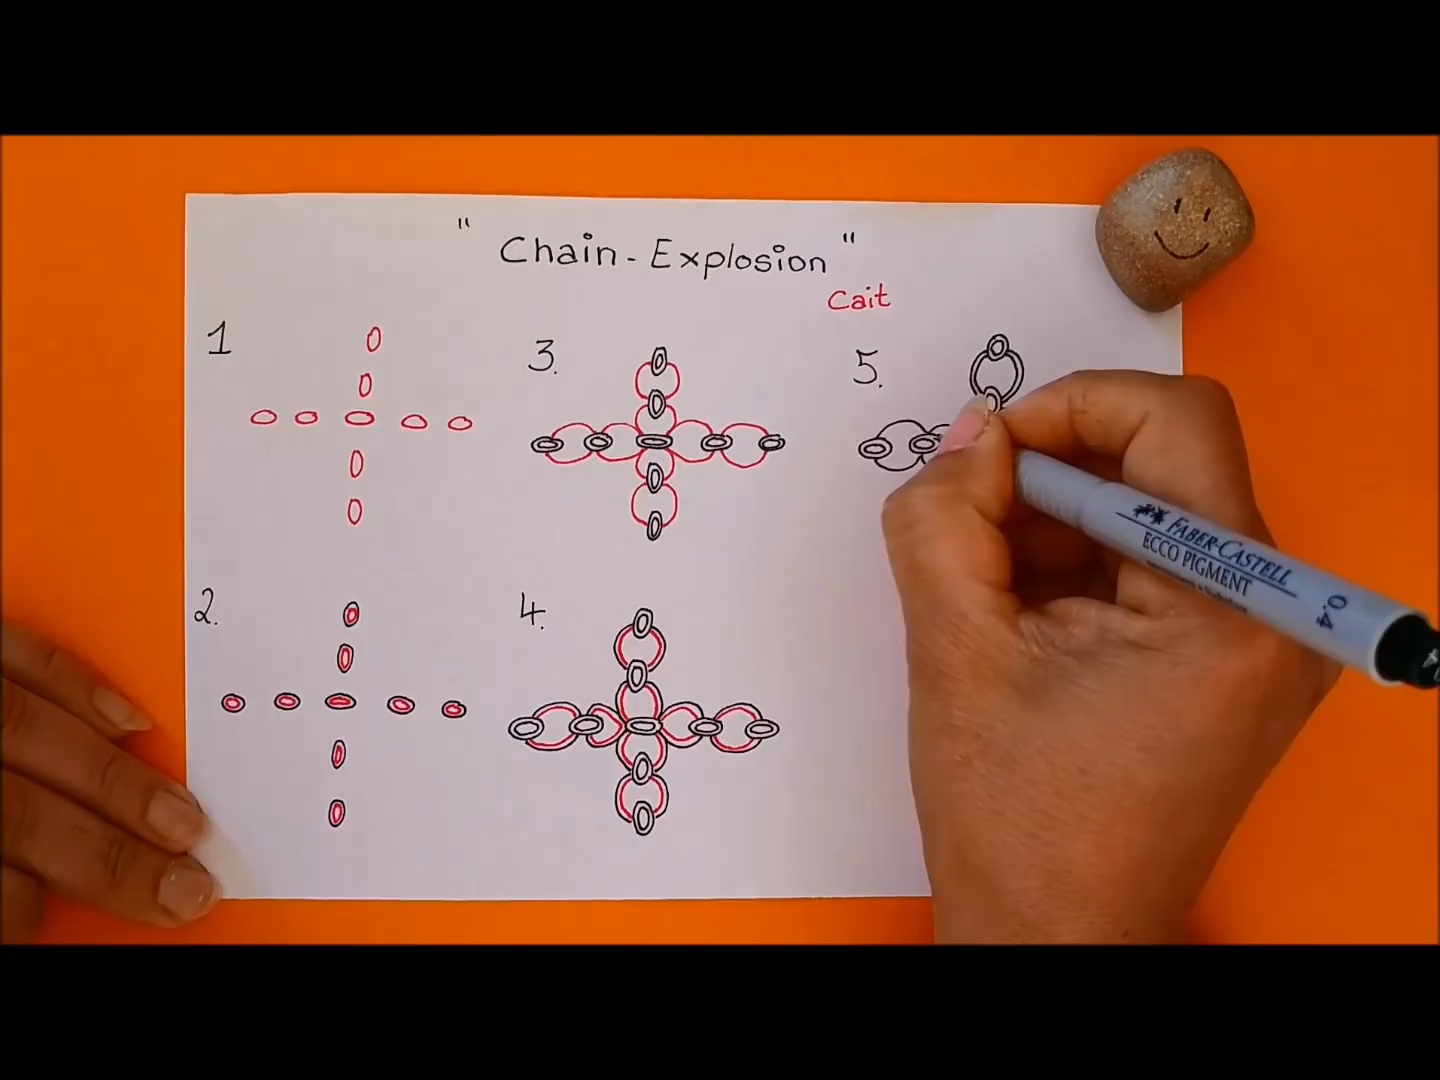 " Chain - Explosion "
Cait
1
3.
5.
2.
4.
FABER-CASTELL
ECCO PIGMENT
0.4